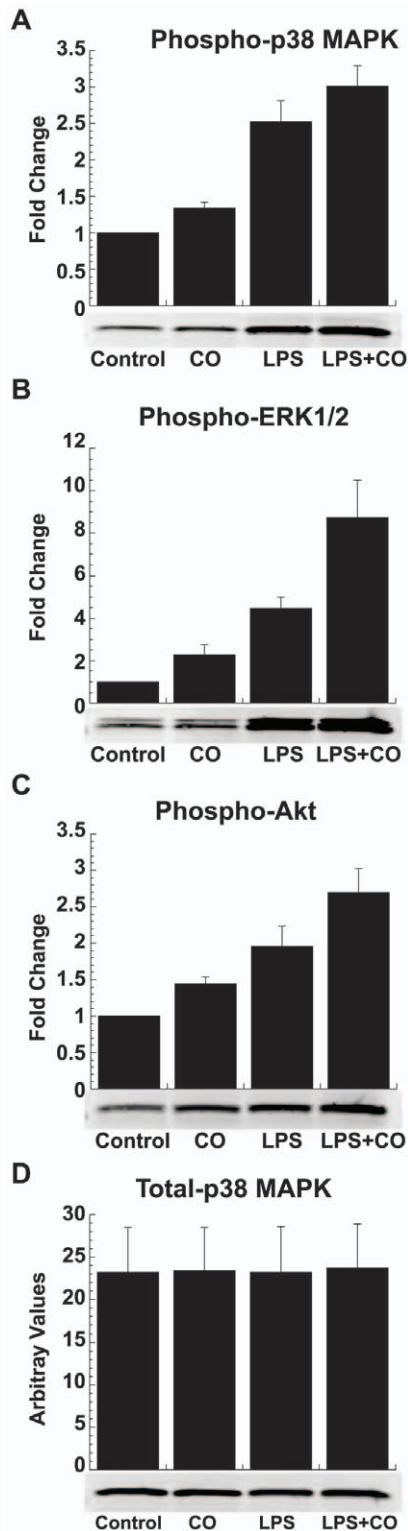 A
Phospho-p38 MAPK
Fold Change
3.5
3
2.5
2
1.5
1
0.5
0
Control CO LPS LPS+CO
B
Phospho-ERK1/2
Fold Change
12
10
8
6
4
2
0
Control CO LPS LPS+CO
C
Phospho-Akt
Fold Change
3.5
3
2.5
2
1.5
1
0.5
0
Control CO LPS LPS+CO
D
Total-p38 MAPK
Arbitray Values
30
25
20
15
10
5
0
Control CO LPS LPS+CO